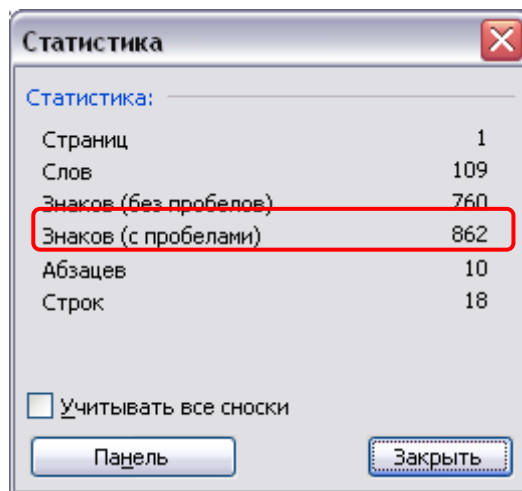 Статистика
Статистика:
Страниц 1
Слов 109
Знаков (без пробелов) 760
Знаков (с пробелами) 862
Абзацев 10
Строк 18
Учитывать все сноски
Панель Закрыть